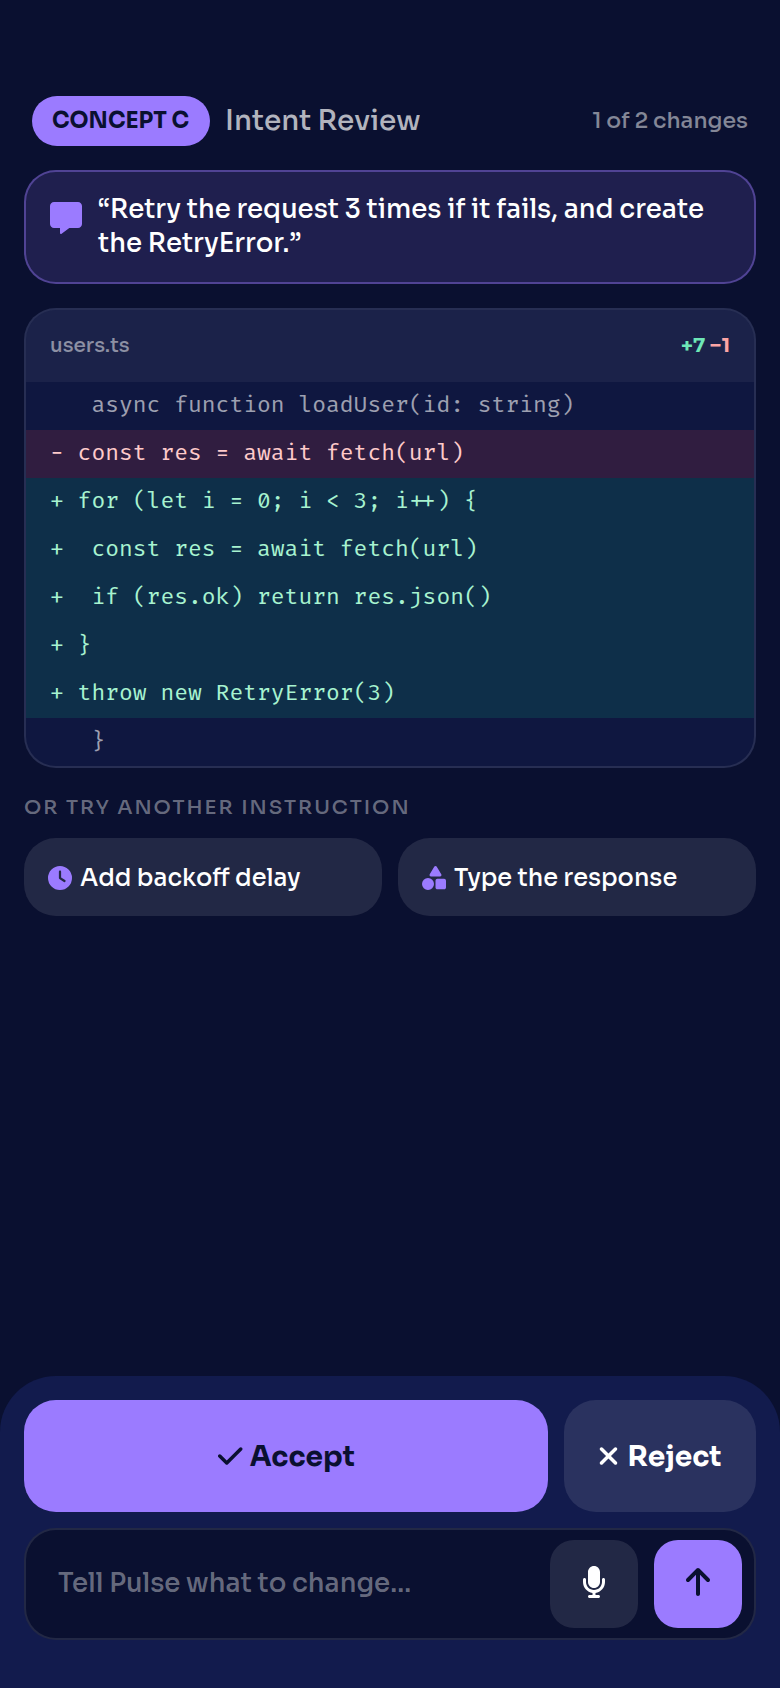 CONCEPT C Intent Review 1 of 2 changes
“Retry the request 3 times if it fails, and create
the RetryError.”
users.ts +7 −1
async function loadUser(id: string)
- const res = await fetch(url)
+ for (let i = 0; i < 3; i++) {
+  const res = await fetch(url)
+  if (res.ok) return res.json()
+ }
+ throw new RetryError(3)
}
OR TRY ANOTHER INSTRUCTION
Add backoff delay Type the response
Accept Reject
Tell Pulse what to change...